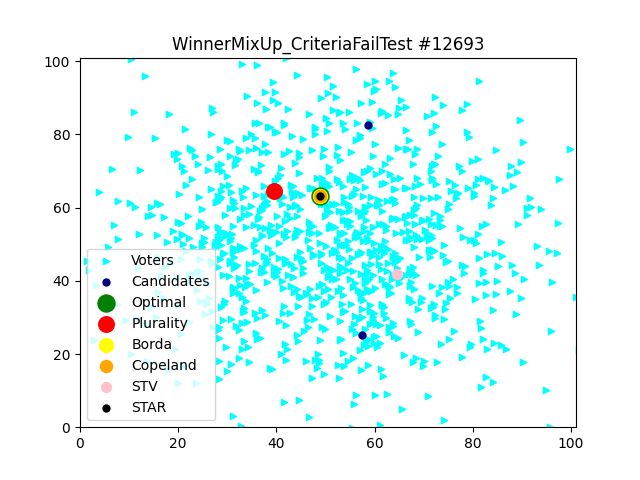 WinnerMixUp_CriteriaFailTest #12693
100
80
60
40
20
0
0 20 40 60 80 100
Voters
Candidates
Optimal
Plurality
Borda
Copeland
STV
STAR